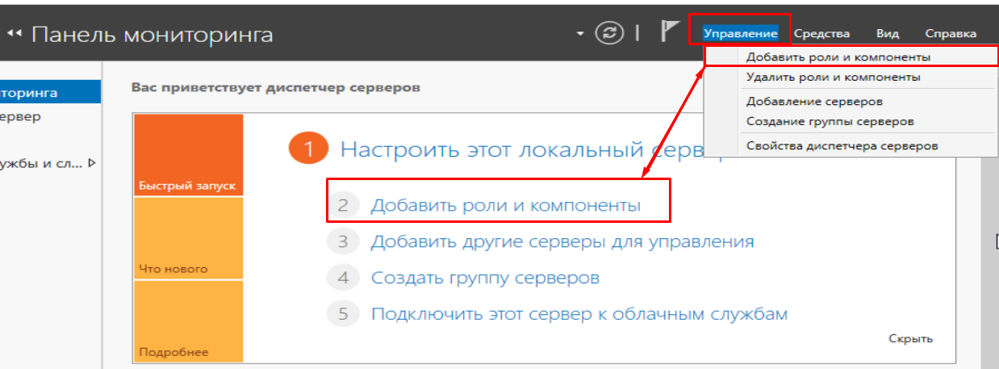 Панель мониторинга
Управление Средства Вид Справка
Добавить роли и компоненты
Удалить роли и компоненты
Добавление серверов
Создание группы серверов
Свойства диспетчера серверов
торинга
ервер
ужбы и сл...
Вас приветствует диспетчер серверов
Быстрый запуск
Что нового
Подробнее
1 Настроить этот локальный серв
2 Добавить роли и компоненты
3 Добавить другие серверы для управления
4 Создать группу серверов
5 Подключить этот сервер к облачным службам
Скрыть